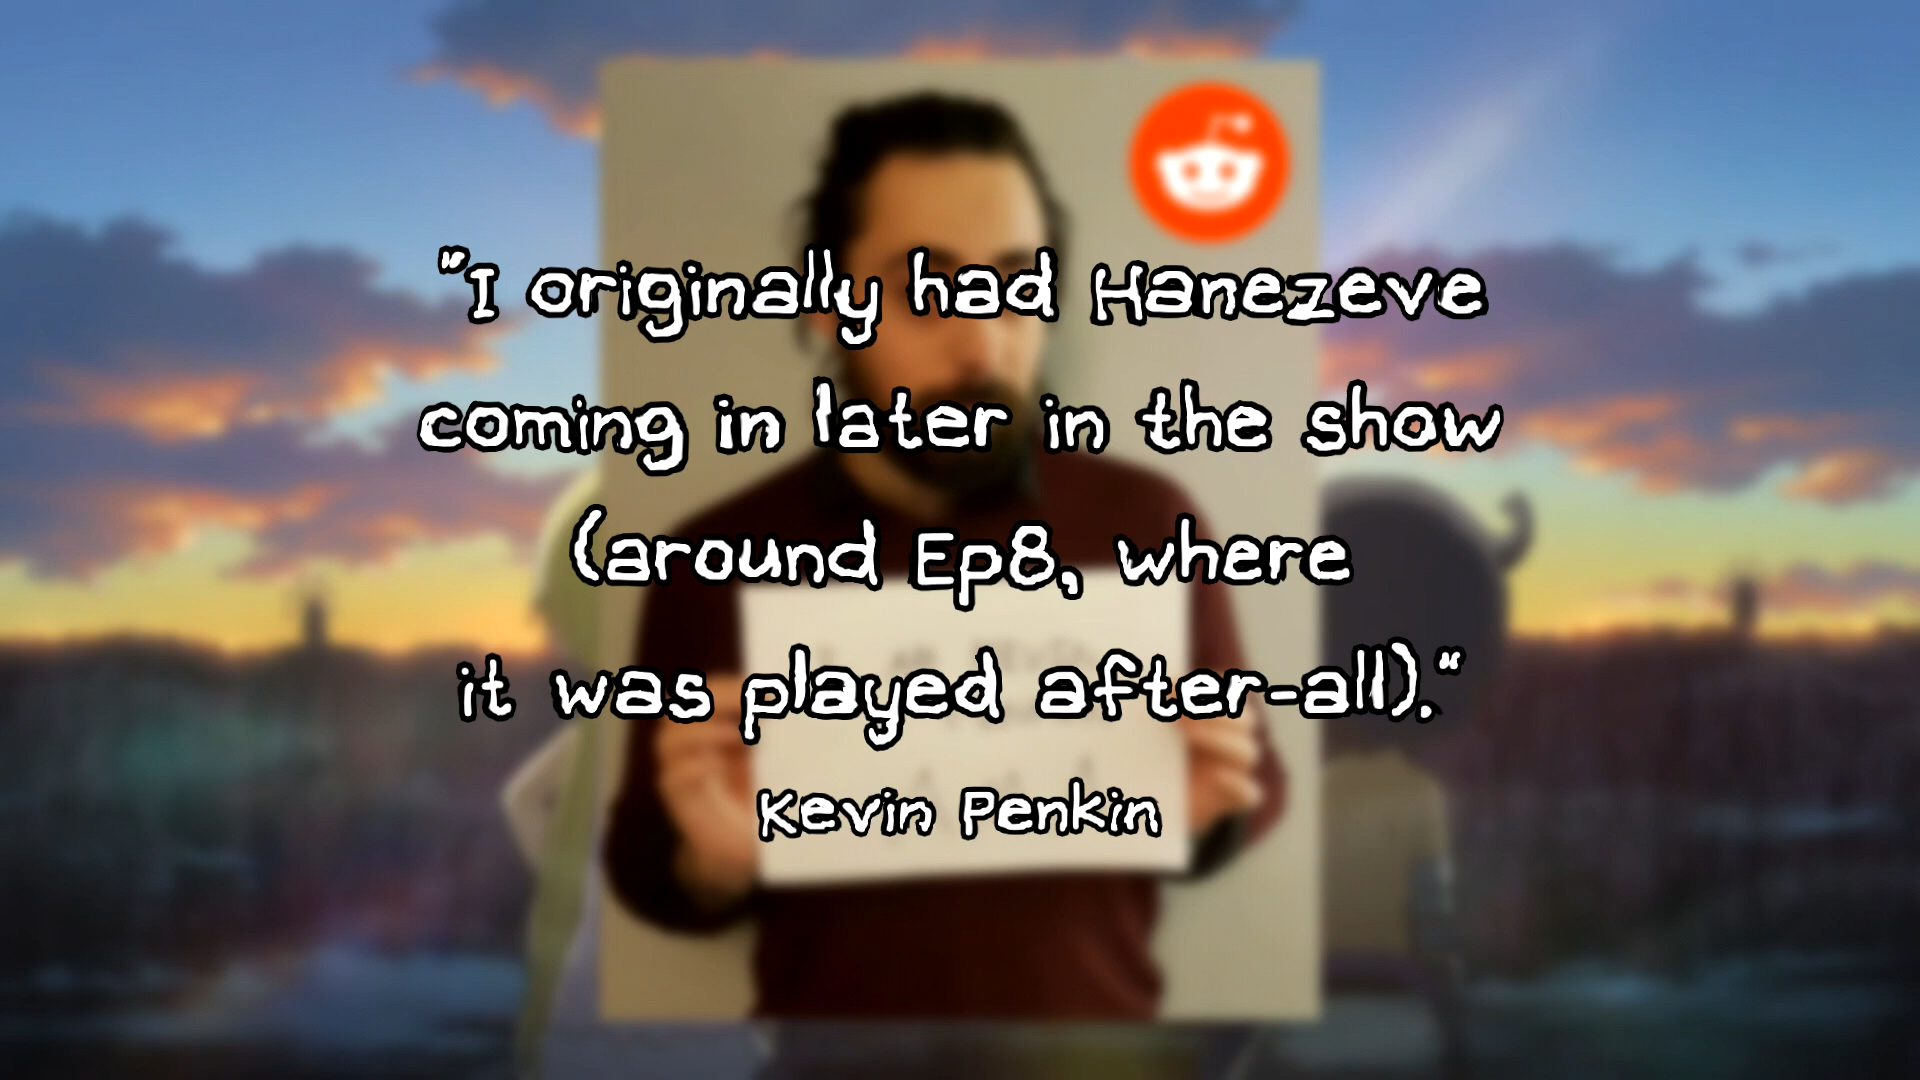 "I originally had Hanezeve
coming in later in the show
(around Ep8, where
it was played after-all)."
Kevin Penkin